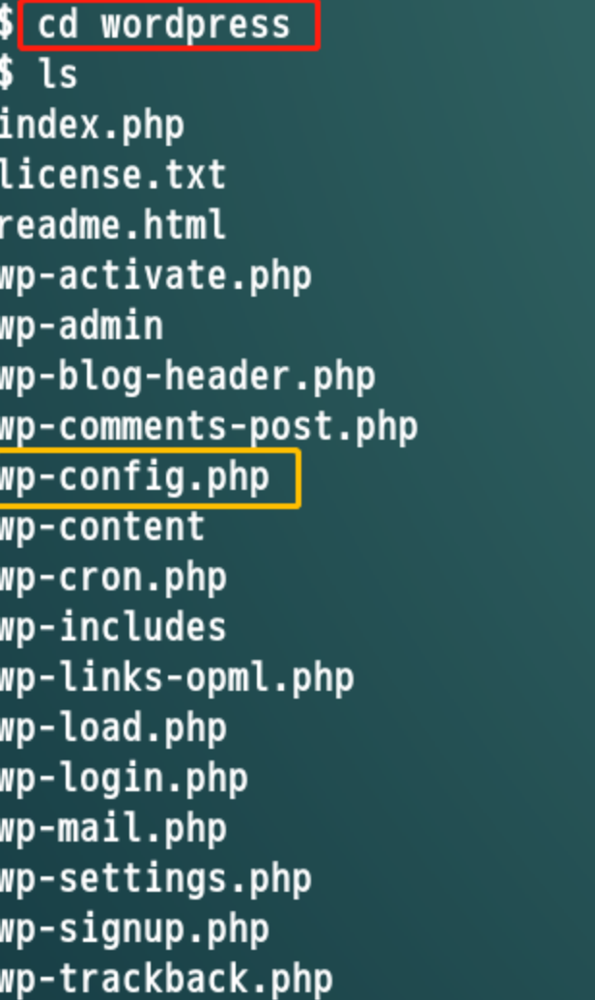 $ cd wordpress
$ ls
index.php
license.txt
readme.html
wp-activate.php
wp-admin
wp-blog-header.php
wp-comments-post.php
wp-config.php
wp-content
wp-cron.php
wp-includes
wp-links-opml.php
wp-load.php
wp-login.php
wp-mail.php
wp-settings.php
wp-signup.php
wp-trackback.php